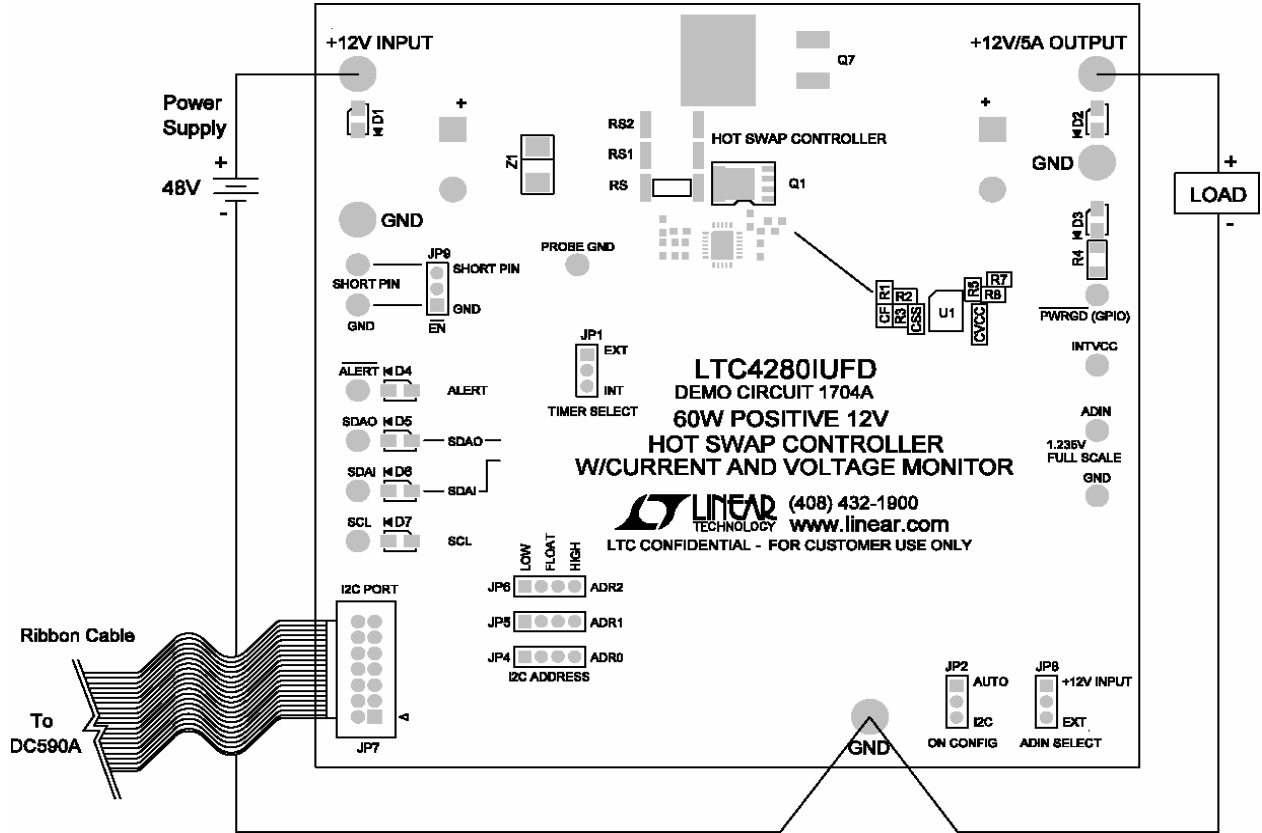 +12V INPUT
+12V/5A OUTPUT
Q7
Power
Supply
+
48V
-
D1
+
Z1
RS2
RS1
RS
HOT SWAP CONTROLLER
Q1
+
D2
GND
D3
R4
+
LOAD
-
GND
JP9
SHORT PIN
SHORT PIN
GND
GND
EN
PROBE GND
R1
R2
CF
R3
CSS
U1
R5
R7
R8
CVCC
PWRGD (GPIO)
INTVCC
JP1
EXT
INT
TIMER SELECT
ALERT
D4
ALERT
SDAO
D5
SDAO
SDAI
D6
SDAI
SCL
D7
SCL
LTC4280IUFD
DEMO CIRCUIT 1704A
60W POSITIVE 12V
HOT SWAP CONTROLLER
W/CURRENT AND VOLTAGE MONITOR
ADIN
1.235V
FULL SCALE
GND
LINEAR
TECHNOLOGY
(408) 432-1900
www.linear.com
LTC CONFIDENTIAL - FOR CUSTOMER USE ONLY
LOW
FLOAT
HIGH
JP6
ADR2
JP5
ADR1
JP4
ADR0
I2C ADDRESS
I2C PORT
JP7
Ribbon Cable
To
DC590A
GND
JP2
AUTO
I2C
ON CONFIG
JP8
+12V INPUT
EXT
ADIN SELECT